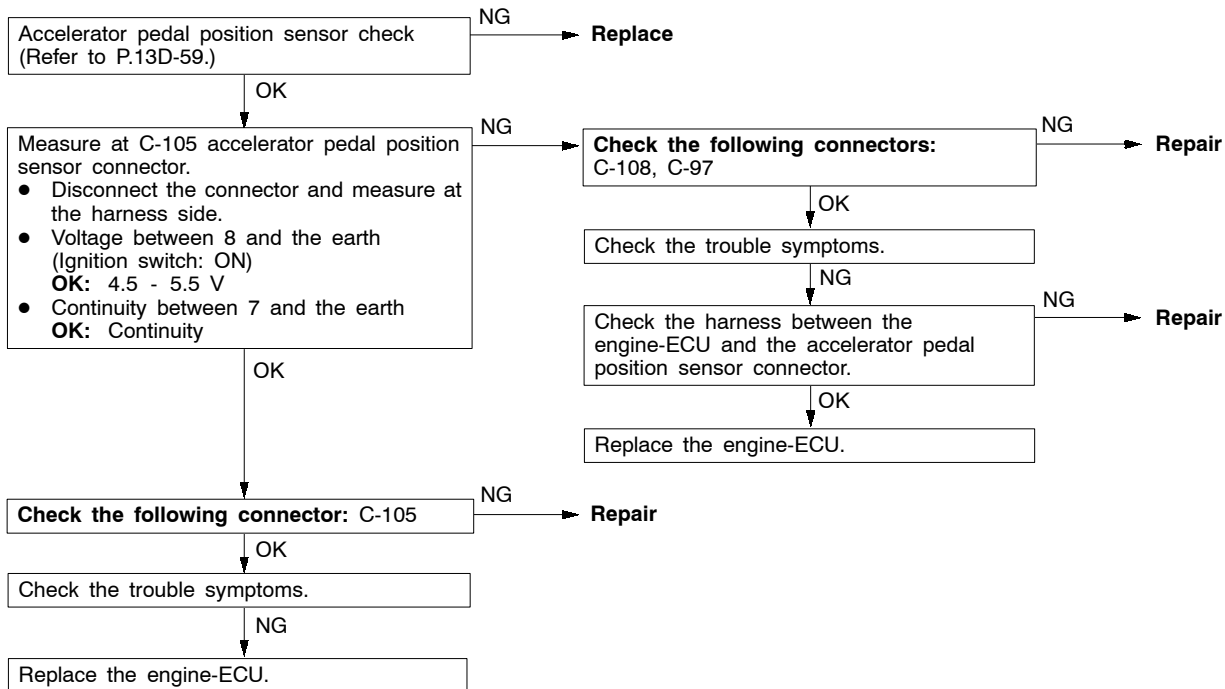 Accelerator pedal position sensor check
(Refer to P.13D-59.)
NG
Replace
OK
Measure at C-105 accelerator pedal position
sensor connector.
● Disconnect the connector and measure at
the harness side.
● Voltage between 8 and the earth
(Ignition switch: ON)
OK: 4.5 - 5.5 V
● Continuity between 7 and the earth
OK: Continuity
NG
Check the following connectors:
C-108, C-97
NG
Repair
OK
Check the trouble symptoms.
NG
Check the harness between the
engine-ECU and the accelerator pedal
position sensor connector.
NG
Repair
OK
Replace the engine-ECU.
OK
Check the following connector: C-105
NG
Repair
OK
Check the trouble symptoms.
NG
Replace the engine-ECU.